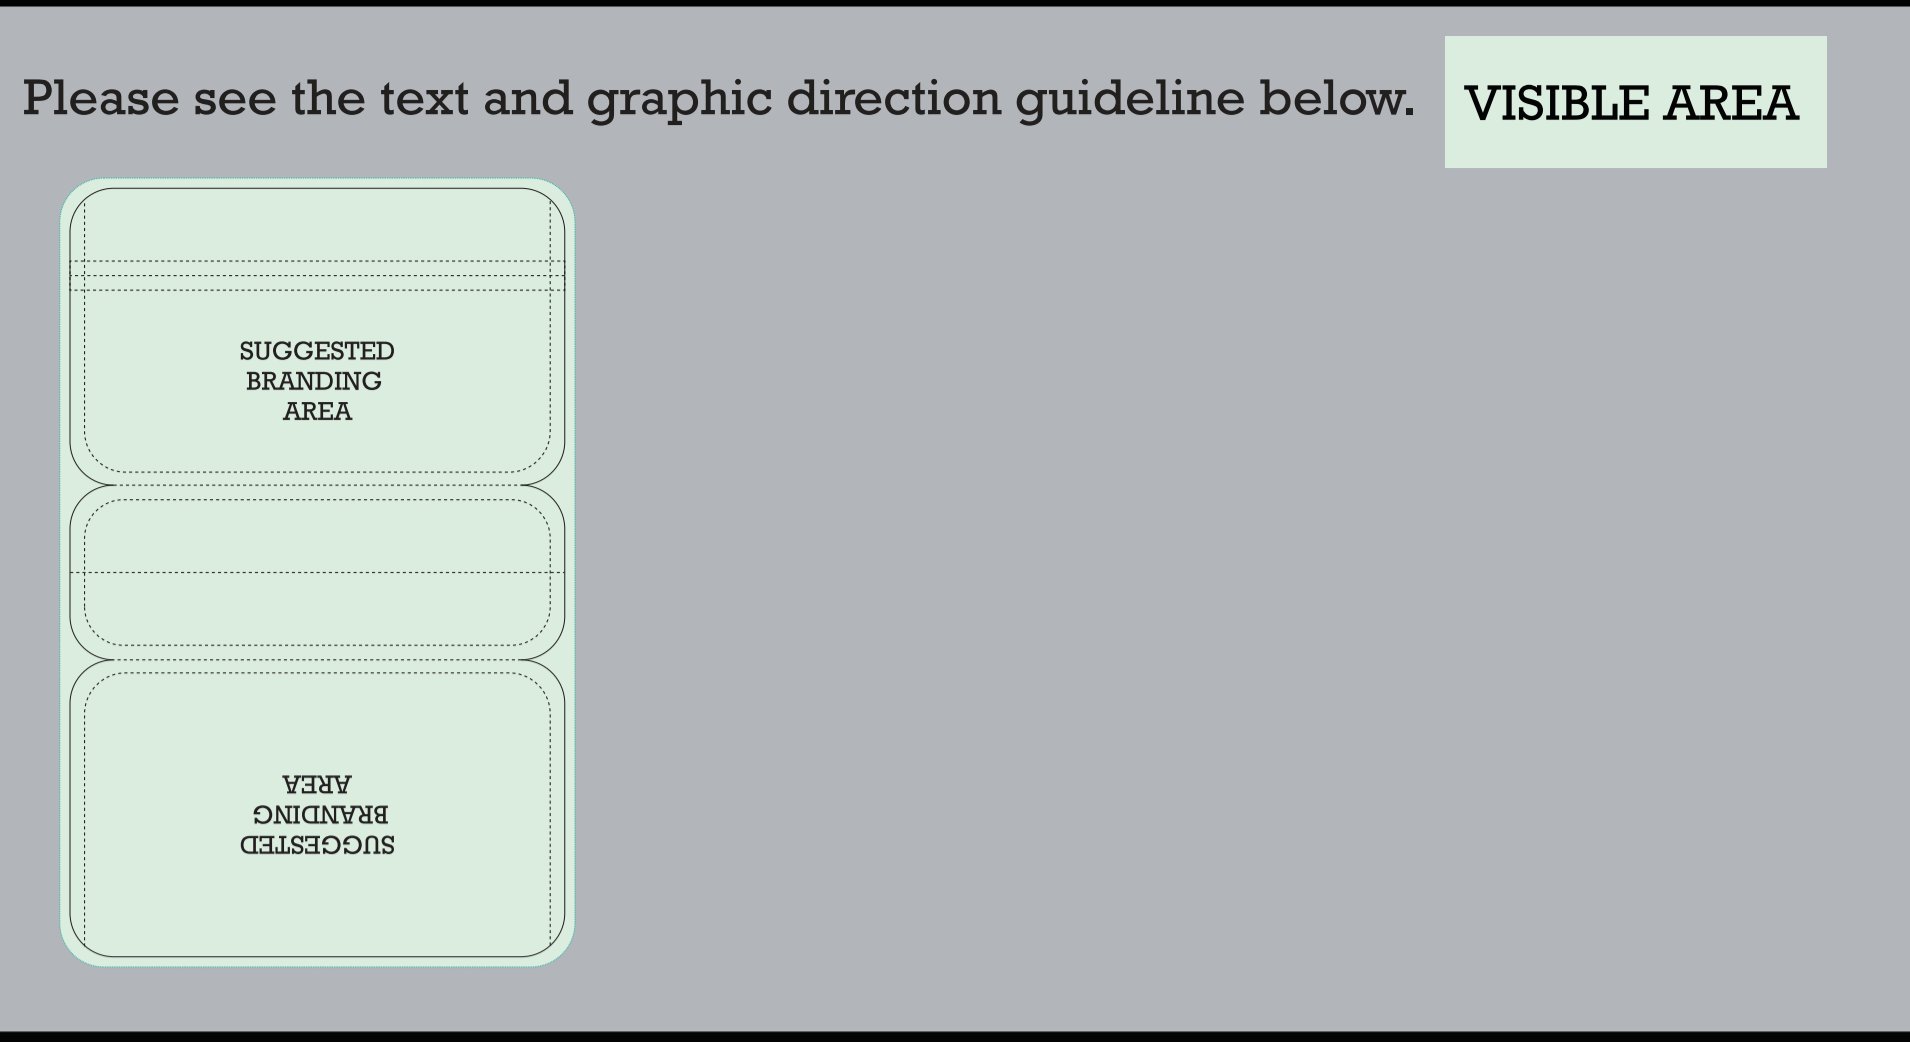 Please see the text and graphic direction guideline below.
VISIBLE AREA
SUGGESTED
BRANDING
AREA
SUGGESTED
BRANDING
AREA